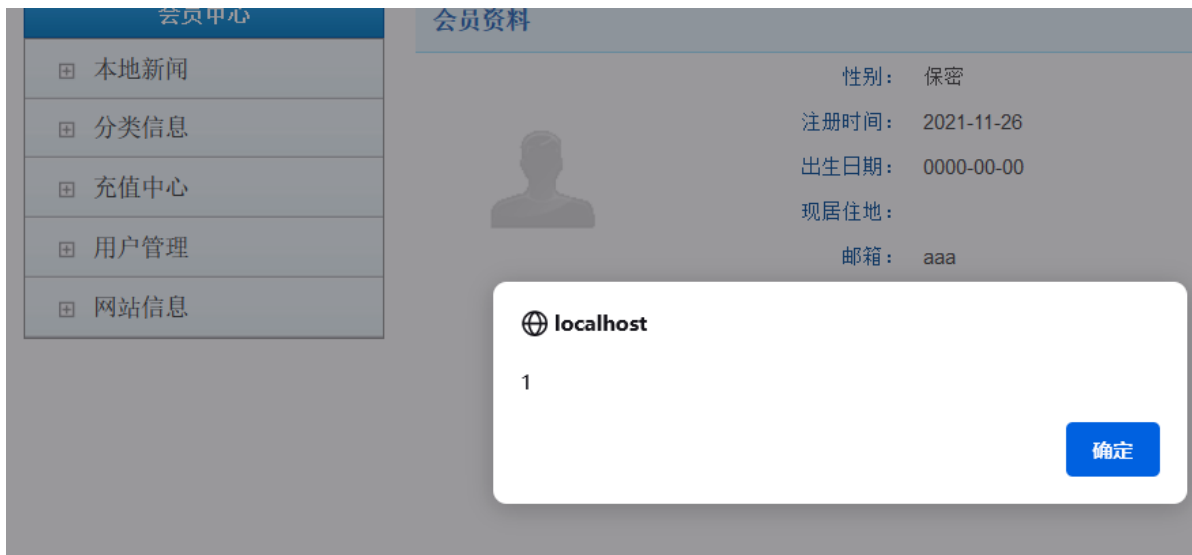 会员中心
会员资料
本地新闻
分类信息
充值中心
用户管理
网站信息
性别： 保密
注册时间： 2021-11-26
出生日期： 0000-00-00
现居住地：
邮箱： aaa
localhost
1
确定